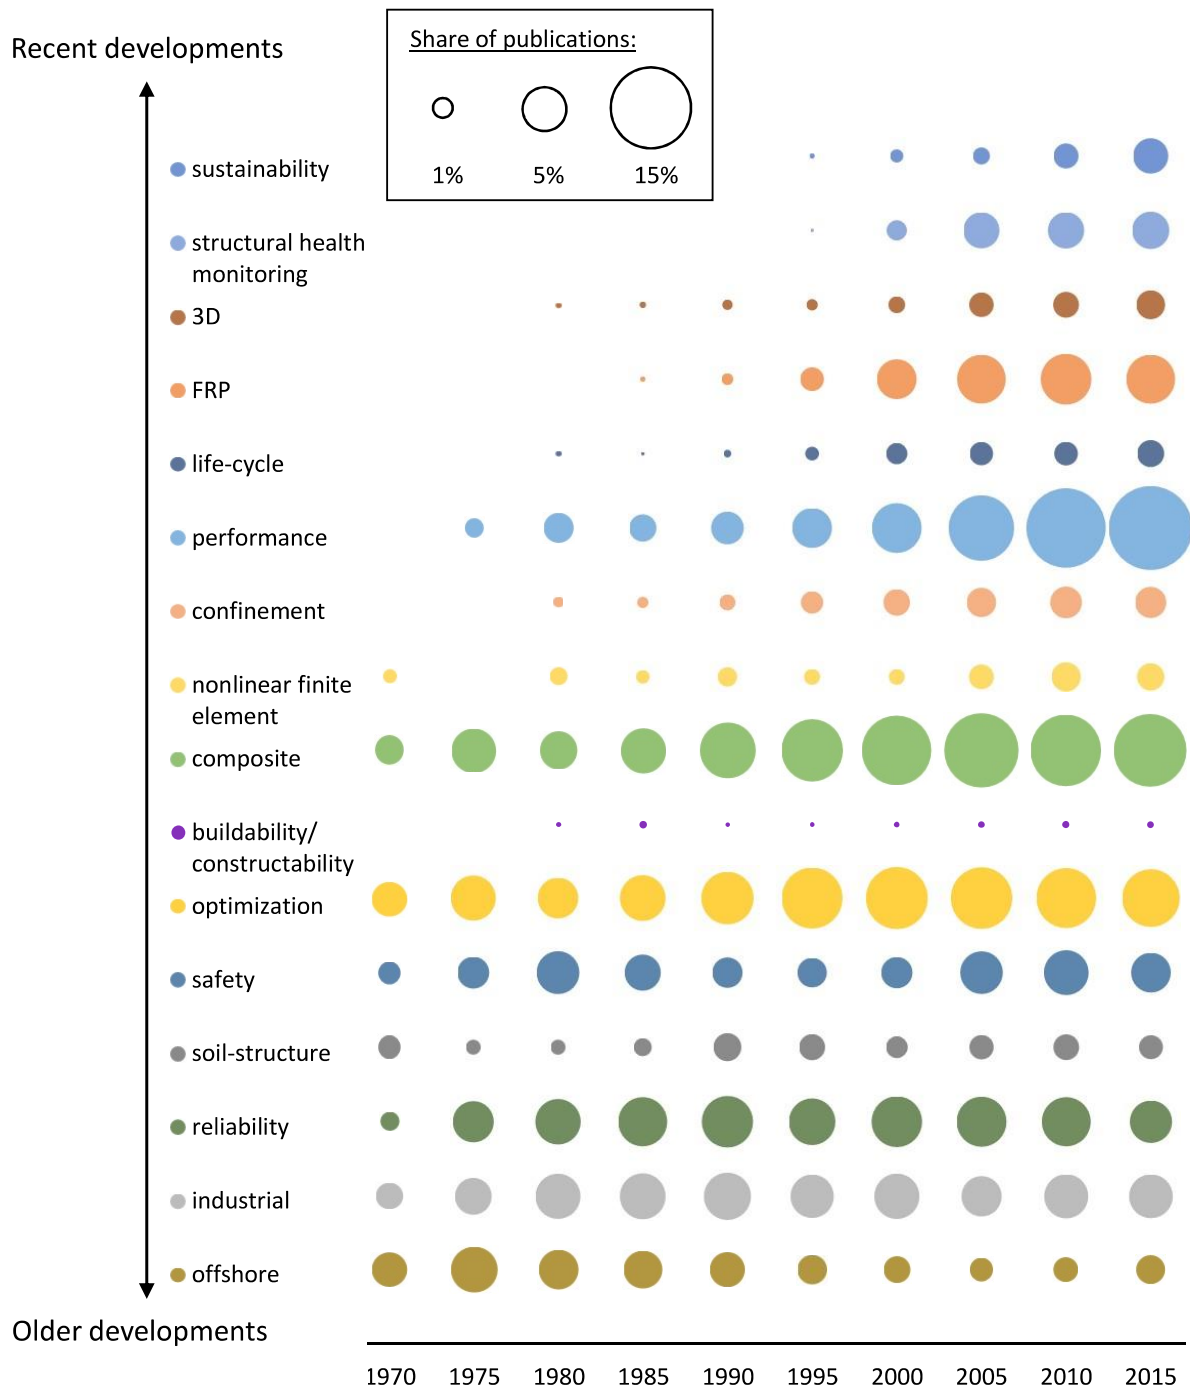 Recent developments
Share of publications:
1% 5% 15%
sustainability
structural health
monitoring
3D
FRP
life-cycle
performance
confinement
nonlinear finite
element
composite
buildability/
constructability
optimization
safety
soil-structure
reliability
industrial
offshore
Older developments
1970 1975 1980 1985 1990 1995 2000 2005 2010 2015